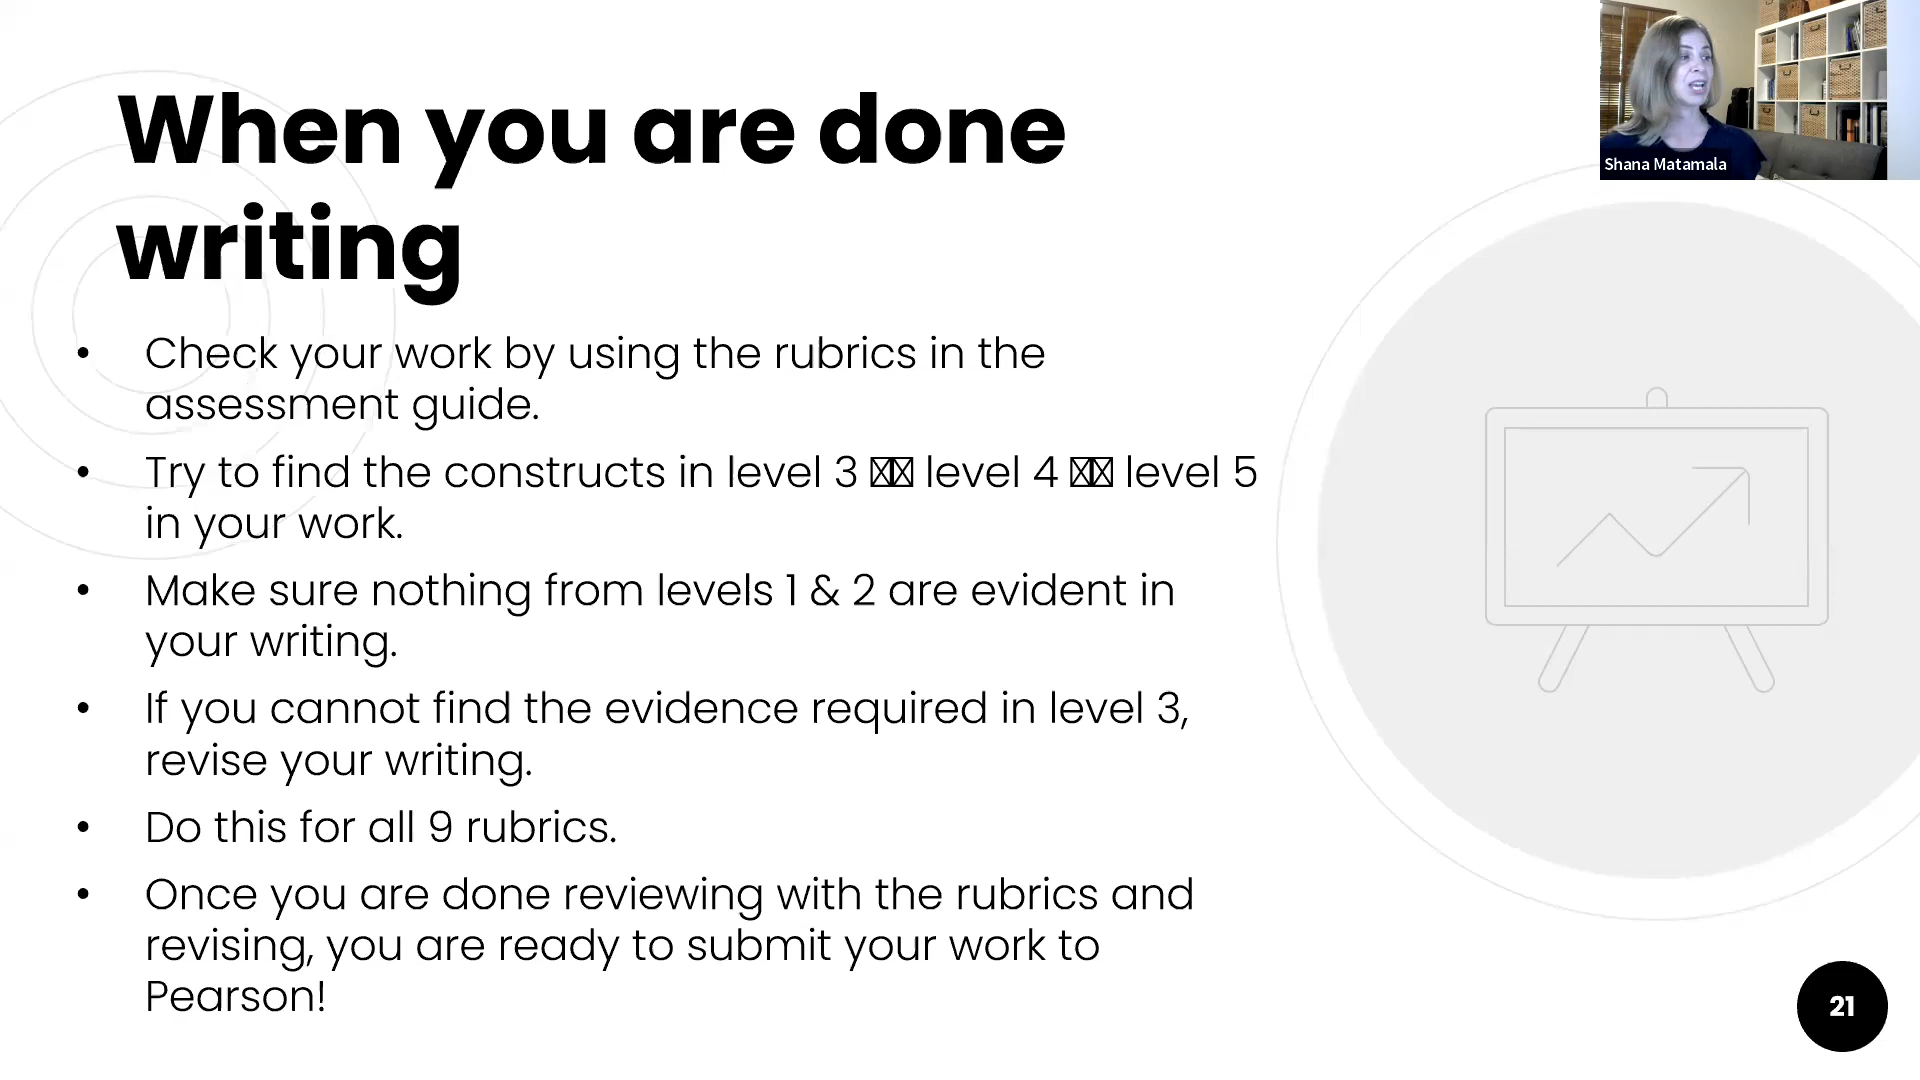 When you are done
writing
• Check your work by using the rubrics in the
assessment guide.
• Try to find the constructs in level 3 level 4 level 5
in your work.
• Make sure nothing from levels 1 & 2 are evident in
your writing.
• If you cannot find the evidence required in level 3,
revise your writing.
• Do this for all 9 rubrics.
• Once you are done reviewing with the rubrics and
revising, you are ready to submit your work to
Pearson!
Shana Matamala
21